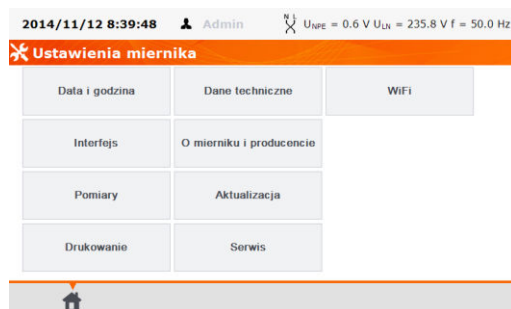 2014/11/12 8:39:48 Admin N L UNPE = 0.6 V ULN = 235.8 V f = 50.0 Hz
Ustawienia miernika
Data i godzina Dane techniczne WiFi
Interfejs O mierniku i producencie
Pomiary Aktualizacja
Drukowanie Serwis